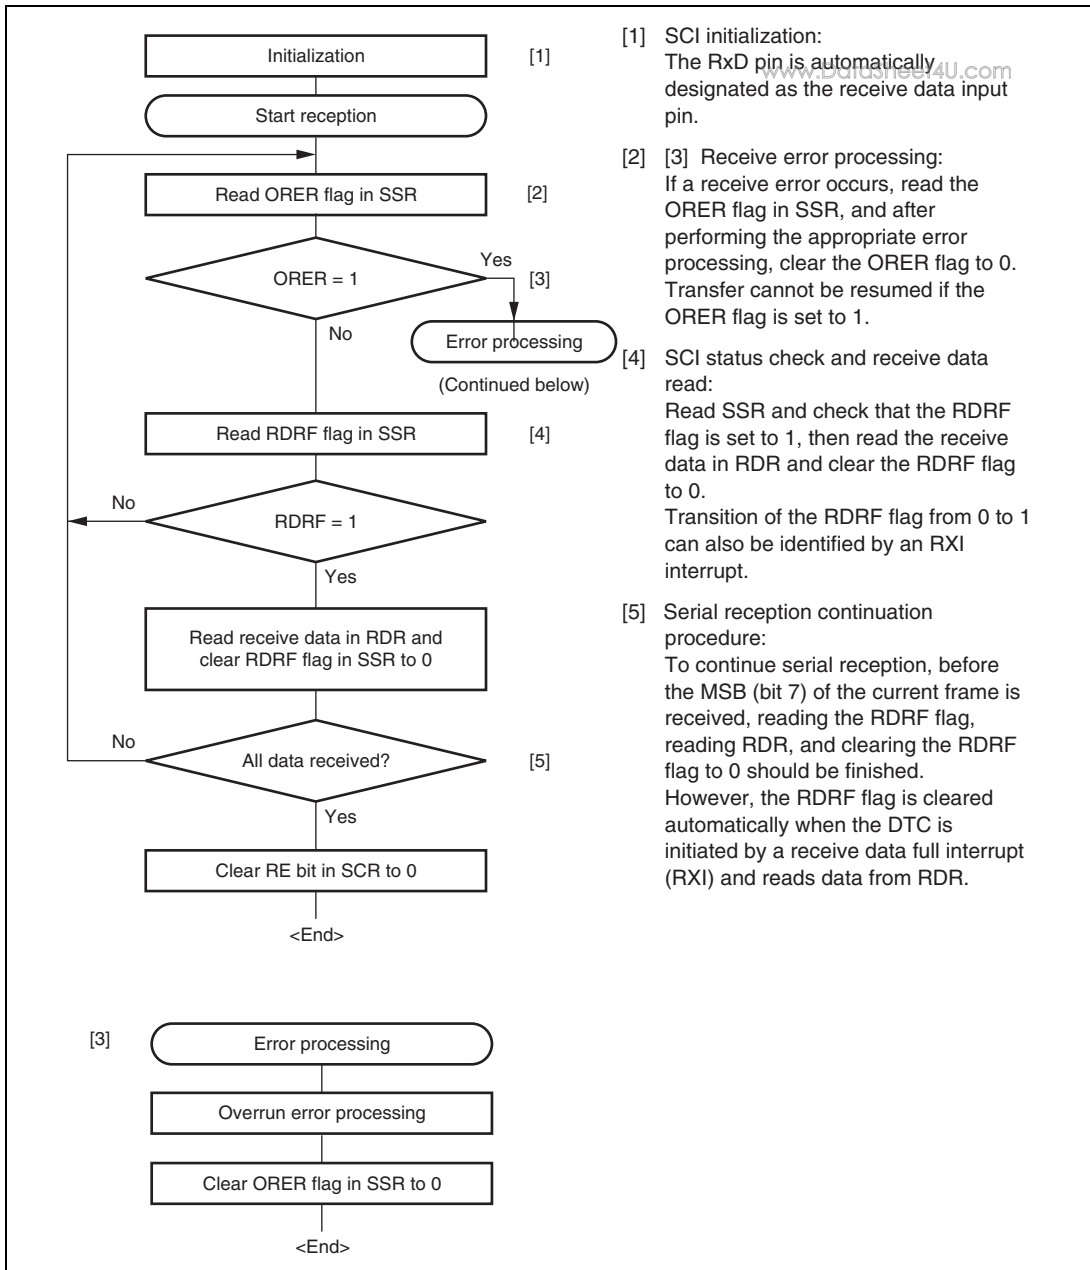 Initialization
[1]
Start reception
Read ORER flag in SSR
[2]
ORER = 1
Yes
[3]
No
Error processing
(Continued below)
Read RDRF flag in SSR
[4]
No
RDRF = 1
Yes
Read receive data in RDR and
clear RDRF flag in SSR to 0
No
All data received?
[5]
Yes
Clear RE bit in SCR to 0
<End>
[3]
Error processing
Overrun error processing
Clear ORER flag in SSR to 0
<End>
[1] SCI initialization:
The RxD pin is automatically
www.DataSheet4U.com
designated as the receive data input
pin.
[2] [3] Receive error processing:
If a receive error occurs, read the
ORER flag in SSR, and after
performing the appropriate error
processing, clear the ORER flag to 0.
Transfer cannot be resumed if the
ORER flag is set to 1.
[4] SCI status check and receive data
read:
Read SSR and check that the RDRF
flag is set to 1, then read the receive
data in RDR and clear the RDRF flag
to 0.
Transition of the RDRF flag from 0 to 1
can also be identified by an RXI
interrupt.
[5] Serial reception continuation
procedure:
To continue serial reception, before
the MSB (bit 7) of the current frame is
received, reading the RDRF flag,
reading RDR, and clearing the RDRF
flag to 0 should be finished.
However, the RDRF flag is cleared
automatically when the DTC is
initiated by a receive data full interrupt
(RXI) and reads data from RDR.